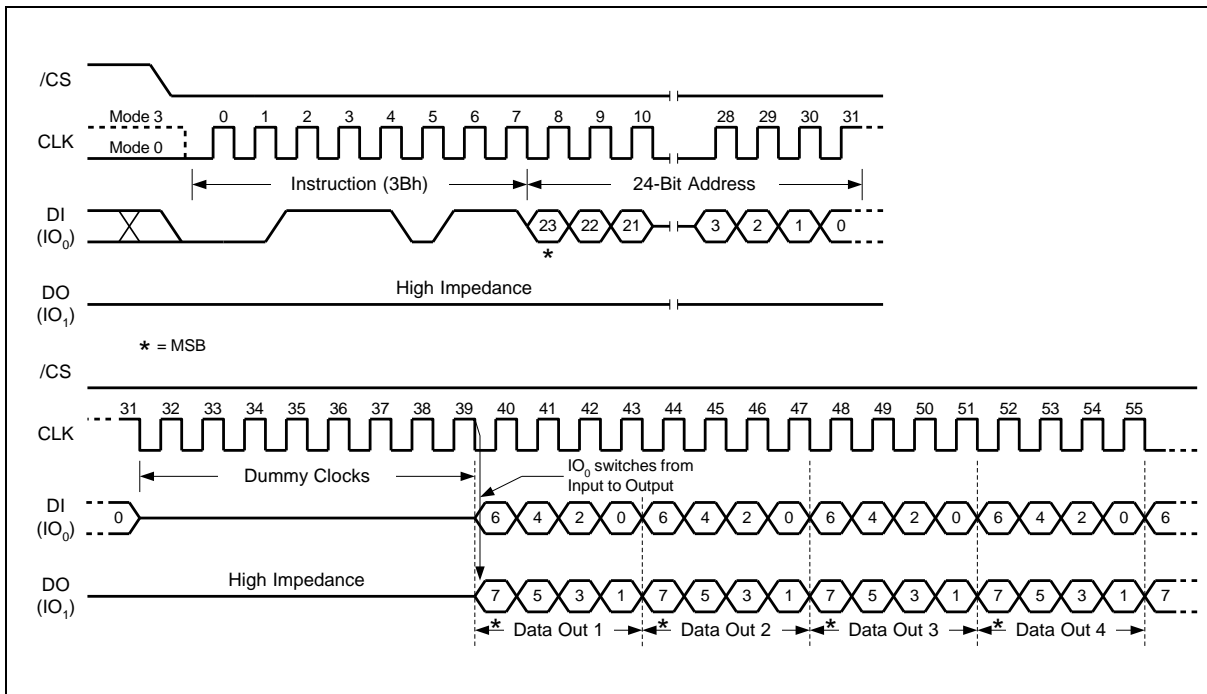 /CS
Mode 3 0 1 2 3 4 5 6 7 8 9 10 28 29 30 31
CLK
Mode 0
Instruction (3Bh) 24-Bit Address
DI
(IO₀)
23 22 21 3 2 1 0
*
High Impedance
DO
(IO₁)
* = MSB
/CS
31 32 33 34 35 36 37 38 39 40 41 42 43 44 45 46 47 48 49 50 51 52 53 54 55
CLK
Dummy Clocks
IO₀ switches from
Input to Output
DI
(IO₀)
0 6 4 2 0 6 4 2 0 6 4 2 0 6 4 2 0 6
High Impedance
DO
(IO₁)
7 5 3 1 7 5 3 1 7 5 3 1 7 5 3 1 7
* Data Out 1 * Data Out 2 * Data Out 3 * Data Out 4